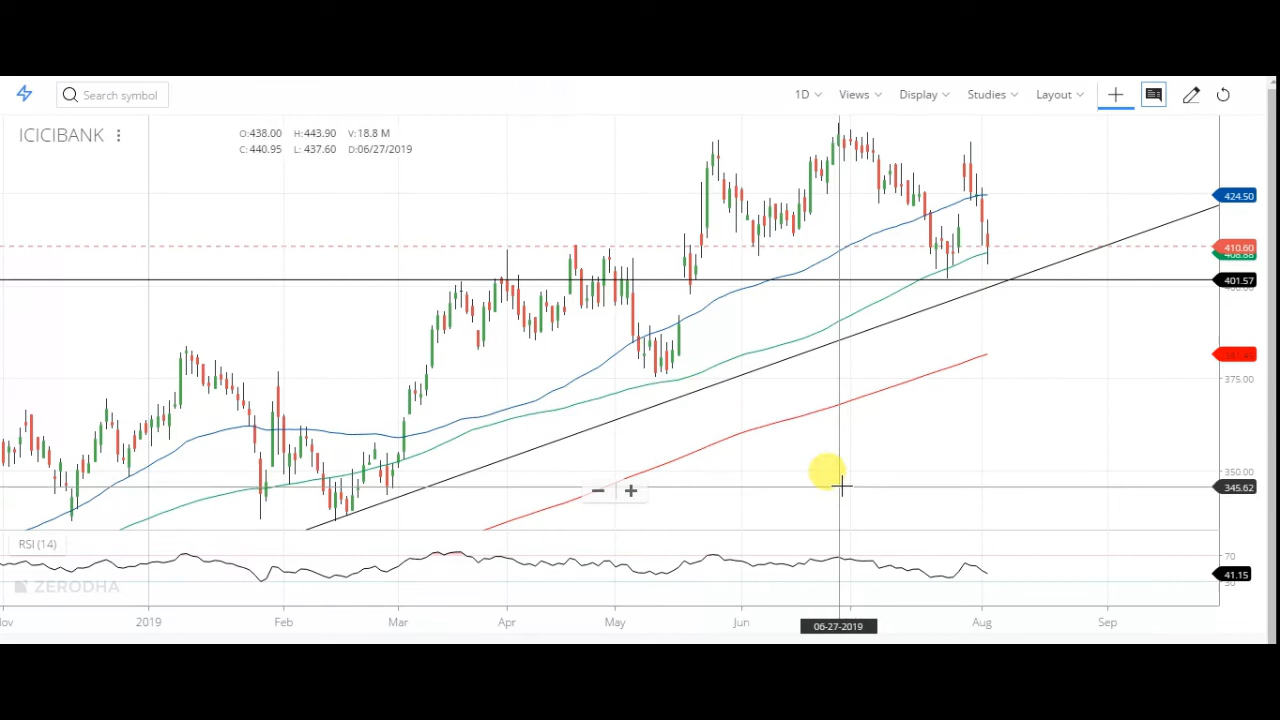 Search symbol 1D Views Display Studies Layout
ICICIBANK
O:438.00 H:443.90 V:18.8 M
C:440.95 L: 437.60 D:06/27/2019
424.50
410.60
401.57
375.00
350.00
345.62
RSI (14)
70
41.15
ZERODHA
2019 Feb Mar Apr May Jun Aug Sep
06-27-2019